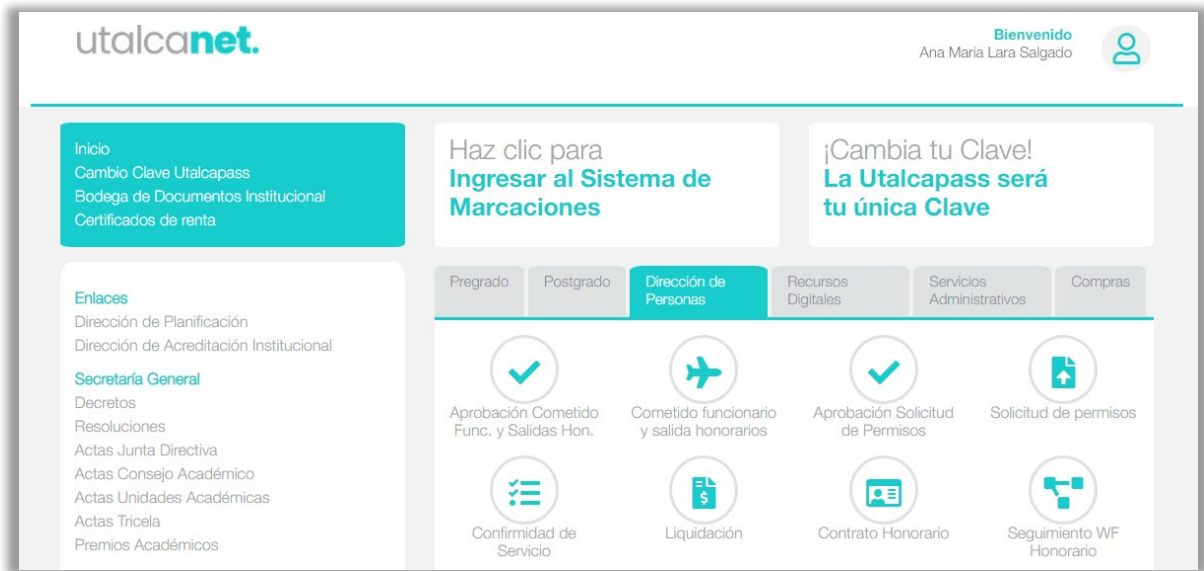 utalcanet.
Bienvenido
Ana Maria Lara Salgado
Inicio
Cambio Clave Utalcapass
Bodega de Documentos Institucional
Certificados de renta
Haz clic para
Ingresar al Sistema de
Marcaciones
¡Cambia tu Clave!
La Utalcapass será
tu única Clave
Enlaces
Dirección de Planificación
Dirección de Acreditación Institucional
Secretaría General
Decretos
Resoluciones
Actas Junta Directiva
Actas Consejo Académico
Actas Unidades Académicas
Actas Tricela
Premios Académicos
Pregrado
Postgrado
Dirección de
Personas
Recursos
Digitales
Servicios
Administrativos
Compras
Aprobación Cometido
Func. y Salidas Hon.
Cometido funcionario
y salida honorarios
Aprobación Solicitud
de Permisos
Solicitud de permisos
Confirmidad de
Servicio
Liquidación
Contrato Honorario
Seguimiento WF
Honorario